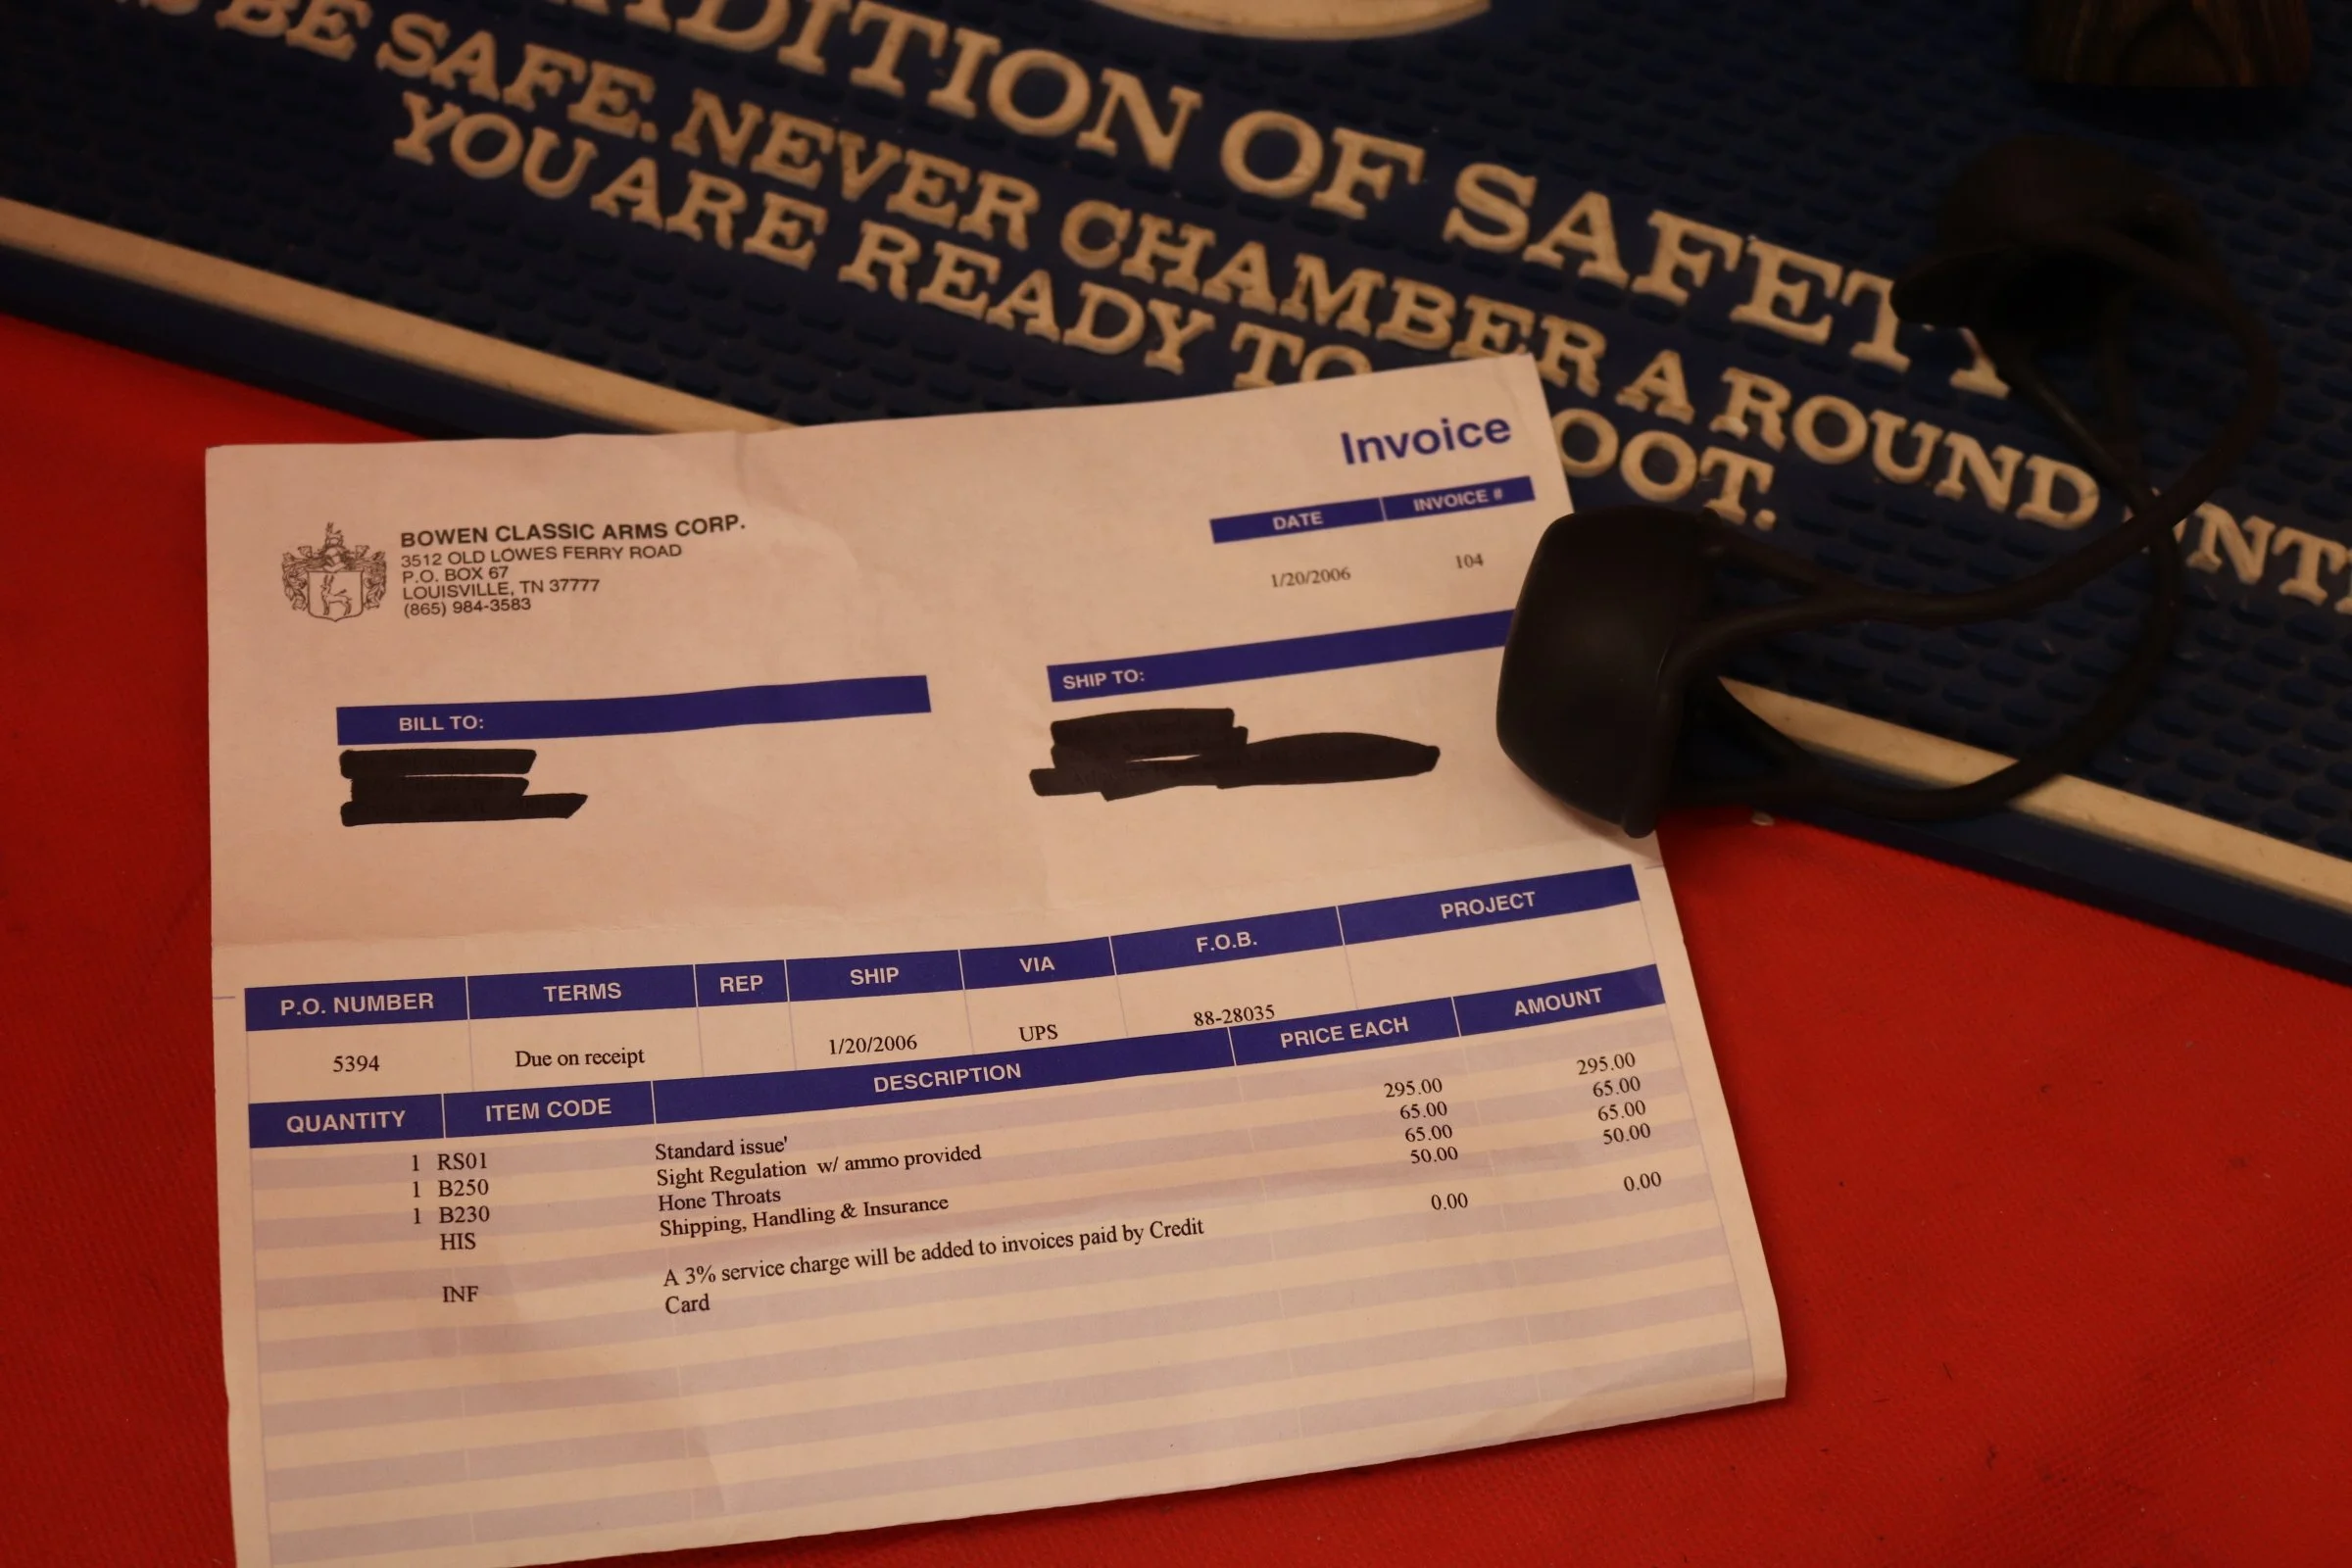 ADITION OF SAFETY
BE SAFE. NEVER CHAMBER A ROUND UNTI
YOU ARE READY TO OOT.
Invoice
DATE INVOICE #
1/20/2006 104
BOWEN CLASSIC ARMS CORP.
3512 OLD LOWES FERRY ROAD
P.O. BOX 67
LOUISVILLE, TN 37777
(865) 984-3583
BILL TO:
SHIP TO:
P.O. NUMBER TERMS REP SHIP VIA F.O.B. PROJECT
5394 Due on receipt 1/20/2006 UPS 88-28035
QUANTITY ITEM CODE DESCRIPTION PRICE EACH AMOUNT
1 RS01 Standard issue' 295.00 295.00
1 B250 Sight Regulation w/ ammo provided 65.00 65.00
1 B230 Hone Throats 65.00 65.00
HIS Shipping, Handling & Insurance 50.00 50.00
INF A 3% service charge will be added to invoices paid by Credit 0.00 0.00
Card